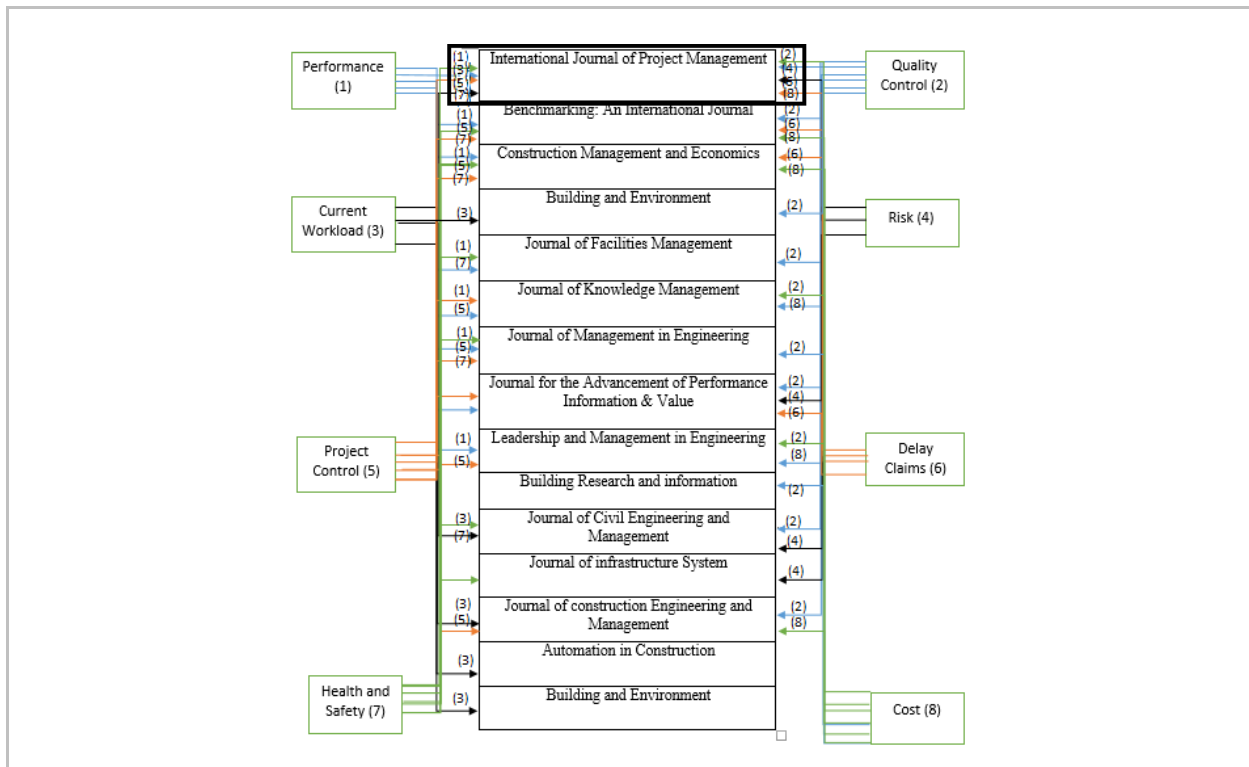 Performance
(1)
Current
Workload (3)
Project
Control (5)
Health and
Safety (7)
(1)
(3)
(5)
(7)
International Journal of Project Management
(2)
(4)
(6)
(8)
(1)
(5)
(7)
Benchmarking: An International Journal
(2)
(6)
(8)
(1)
(5)
(7)
Construction Management and Economics
(6)
(8)
(3)
Building and Environment
(2)
(1)
(7)
Journal of Facilities Management
(2)
(1)
(5)
Journal of Knowledge Management
(2)
(8)
(1)
(5)
(7)
Journal of Management in Engineering
(2)
Journal for the Advancement of Performance
Information & Value
(2)
(4)
(6)
(1)
(5)
Leadership and Management in Engineering
(2)
(8)
Building Research and information
(2)
(3)
(7)
Journal of Civil Engineering and
Management
(2)
(4)
Journal of infrastructure System
(4)
(3)
(5)
Journal of construction Engineering and
Management
(2)
(8)
(3)
Automation in Construction
(3)
Building and Environment
Quality
Control (2)
Risk (4)
Delay
Claims (6)
Cost (8)